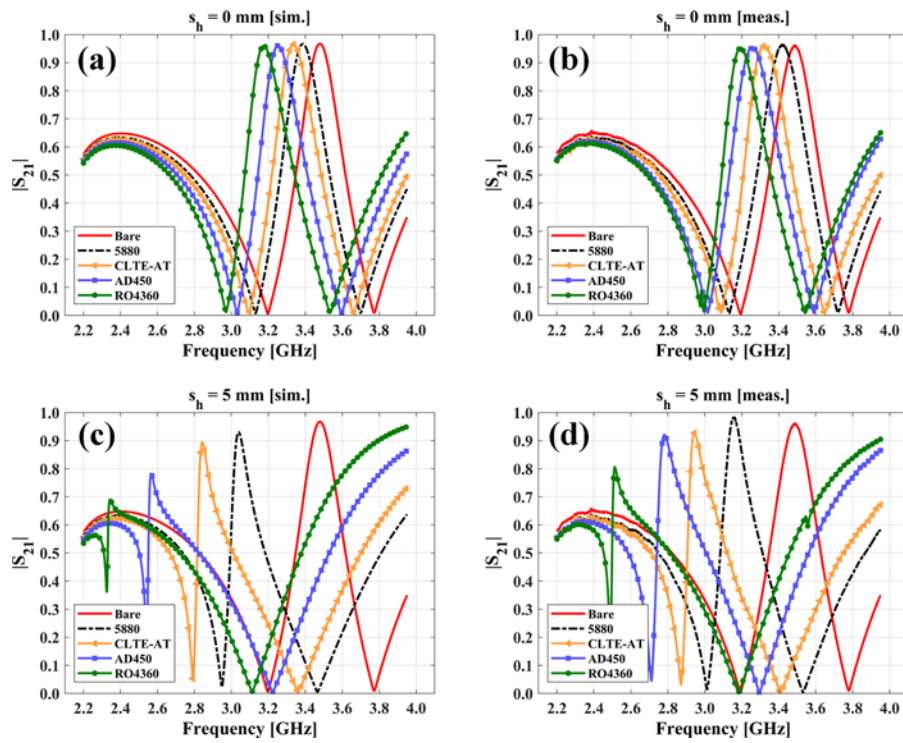 s_h = 0 mm [sim.]
(a)
1.0
0.9
0.8
0.7
0.6
0.5
0.4
0.3
0.2
0.1
0.0
|S_21|
Bare
5880
CLTE-AT
AD450
RO4360
2.2 2.4 2.6 2.8 3.0 3.2 3.4 3.6 3.8 4.0
Frequency [GHz]
s_h = 0 mm [meas.]
(b)
1.0
0.9
0.8
0.7
0.6
0.5
0.4
0.3
0.2
0.1
0.0
|S_21|
Bare
5880
CLTE-AT
AD450
RO4360
2.2 2.4 2.6 2.8 3.0 3.2 3.4 3.6 3.8 4.0
Frequency [GHz]
s_h = 5 mm [sim.]
(c)
1.0
0.9
0.8
0.7
0.6
0.5
0.4
0.3
0.2
0.1
0.0
|S_21|
Bare
5880
CLTE-AT
AD450
RO4360
2.2 2.4 2.6 2.8 3.0 3.2 3.4 3.6 3.8 4.0
Frequency [GHz]
s_h = 5 mm [meas.]
(d)
1.0
0.9
0.8
0.7
0.6
0.5
0.4
0.3
0.2
0.1
0.0
|S_21|
Bare
5880
CLTE-AT
AD450
RO4360
2.2 2.4 2.6 2.8 3.0 3.2 3.4 3.6 3.8 4.0
Frequency [GHz]